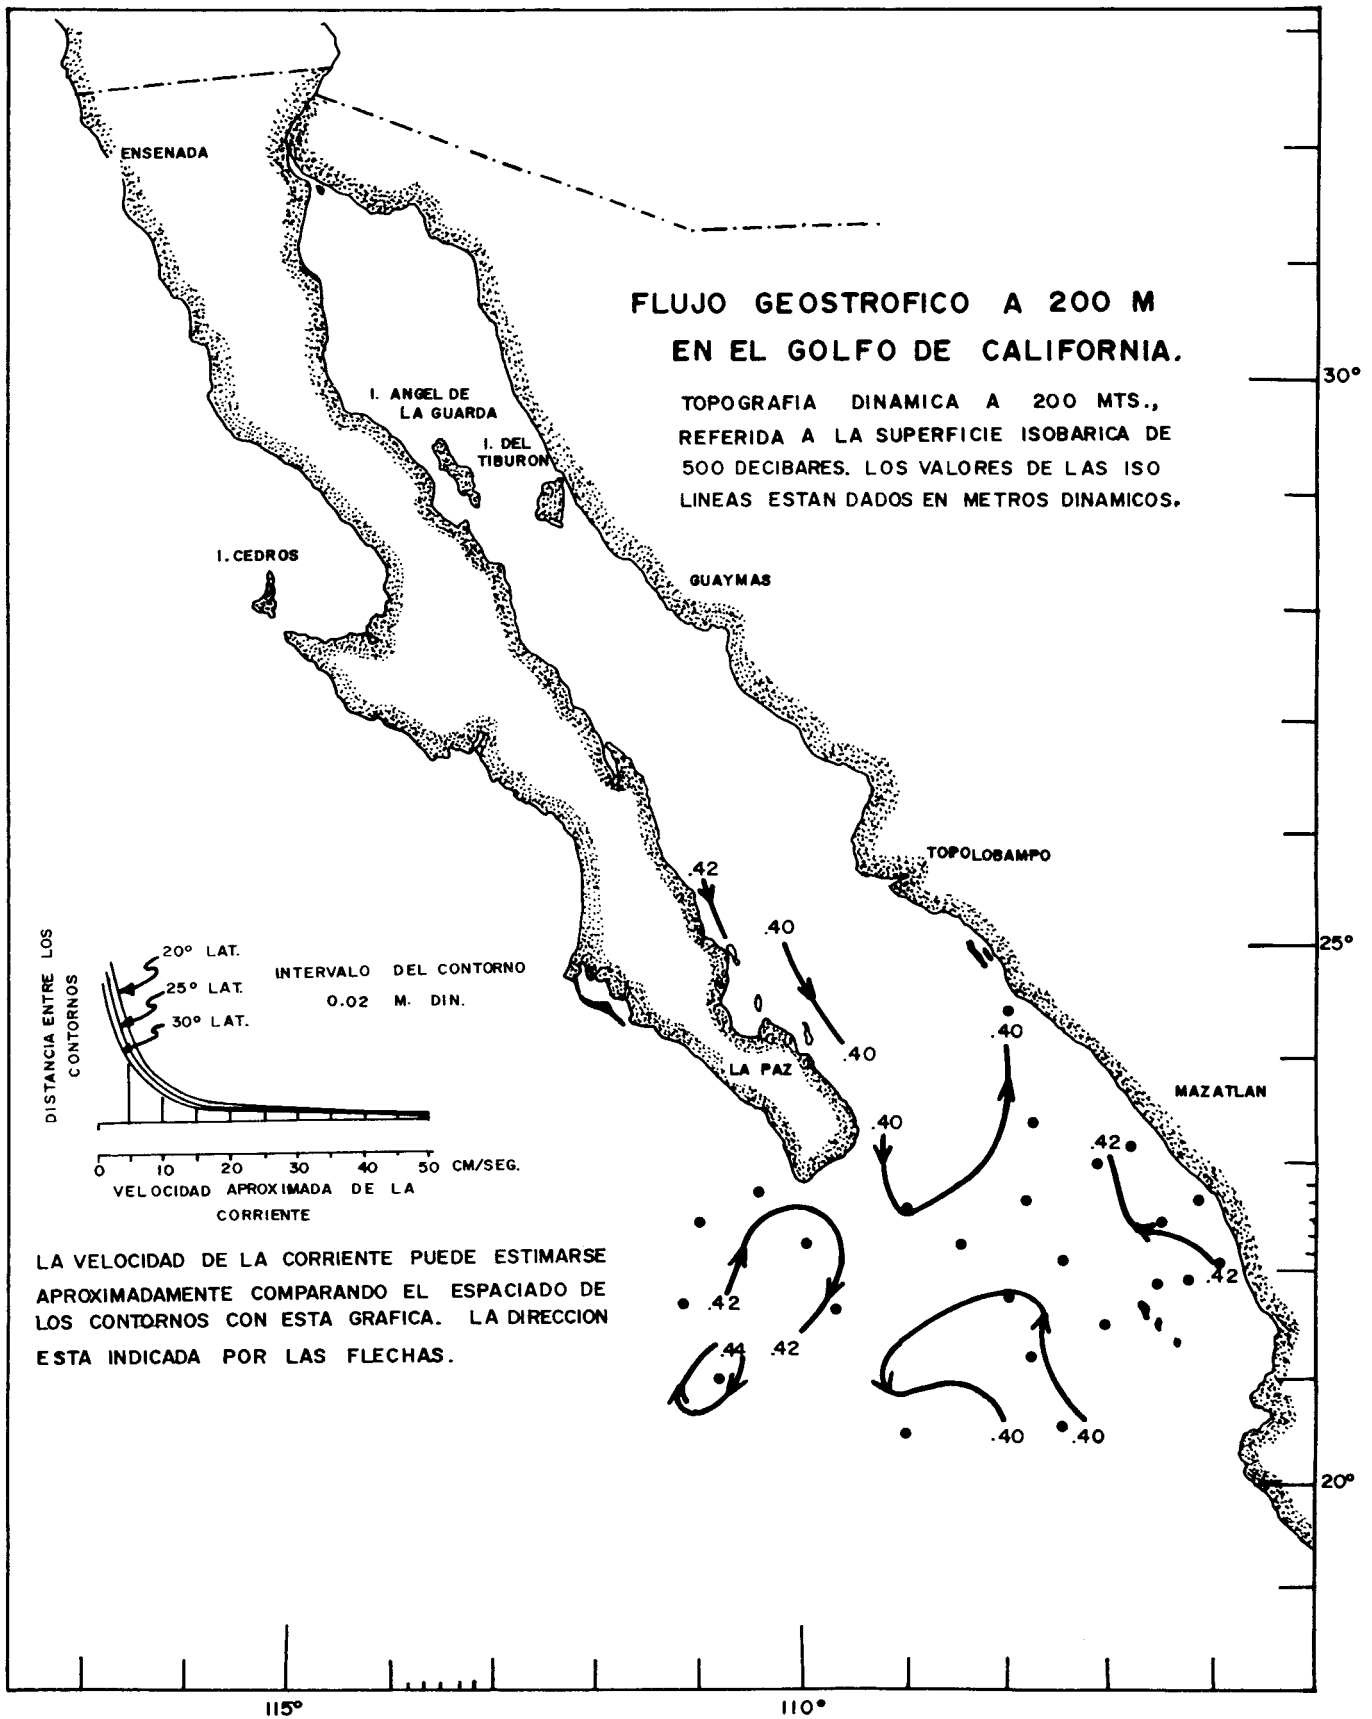 ENSENADA
FLUJO GEOSTROFICO A 200 M
EN EL GOLFO DE CALIFORNIA.
TOPOGRAFIA DINAMICA A 200 MTS.,
REFERIDA A LA SUPERFICIE ISOBARICA DE
500 DECIBARES. LOS VALORES DE LAS ISO
LINEAS ESTAN DADOS EN METROS DINAMICOS.
30°
I. ANGEL DE
LA GUARDA
I. DEL
TIBURON
I. CEDROS
GUAYMAS
TOPOLOBAMPO
.42
.40
25°
.40
.40
LA PAZ
MAZATLAN
.40
.42
.42
.42
.44
.42
.40
.40
20°
DISTANCIA ENTRE LOS
CONTORNOS
20° LAT.
25° LAT.
30° LAT.
INTERVALO DEL CONTORNO
0.02 M. DIN.
0 10 20 30 40 50 CM/SEG.
VELOCIDAD APROXIMADA DE LA
CORRIENTE
LA VELOCIDAD DE LA CORRIENTE PUEDE ESTIMARSE
APROXIMADAMENTE COMPARANDO EL ESPACIADO DE
LOS CONTORNOS CON ESTA GRAFICA. LA DIRECCION
ESTA INDICADA POR LAS FLECHAS.
115°
110°